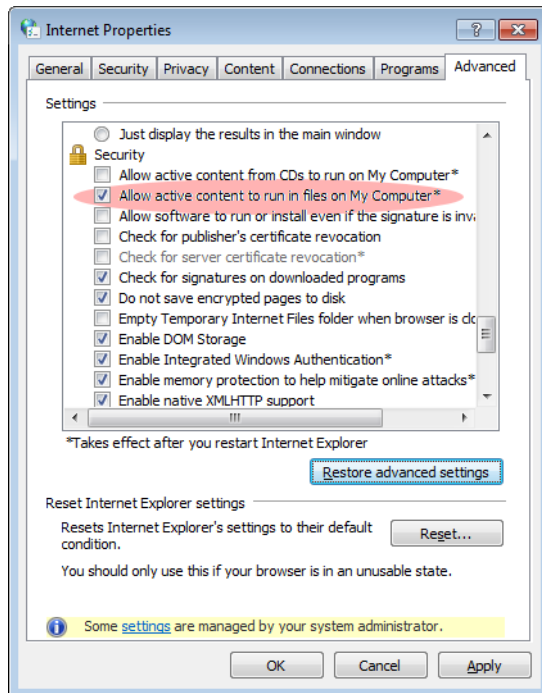 Internet Properties
General Security Privacy Content Connections Programs Advanced
Settings
Just display the results in the main window
Security
Allow active content from CDs to run on My Computer*
Allow active content to run in files on My Computer*
Allow software to run or install even if the signature is inva
Check for publisher's certificate revocation
Check for server certificate revocation*
Check for signatures on downloaded programs
Do not save encrypted pages to disk
Empty Temporary Internet Files folder when browser is clo
Enable DOM Storage
Enable Integrated Windows Authentication*
Enable memory protection to help mitigate online attacks*
Enable native XMLHTTP support
*Takes effect after you restart Internet Explorer
Restore advanced settings
Reset Internet Explorer settings
Resets Internet Explorer's settings to their default
condition.
Reset...
You should only use this if your browser is in an unusable state.
Some settings are managed by your system administrator.
OK Cancel Apply